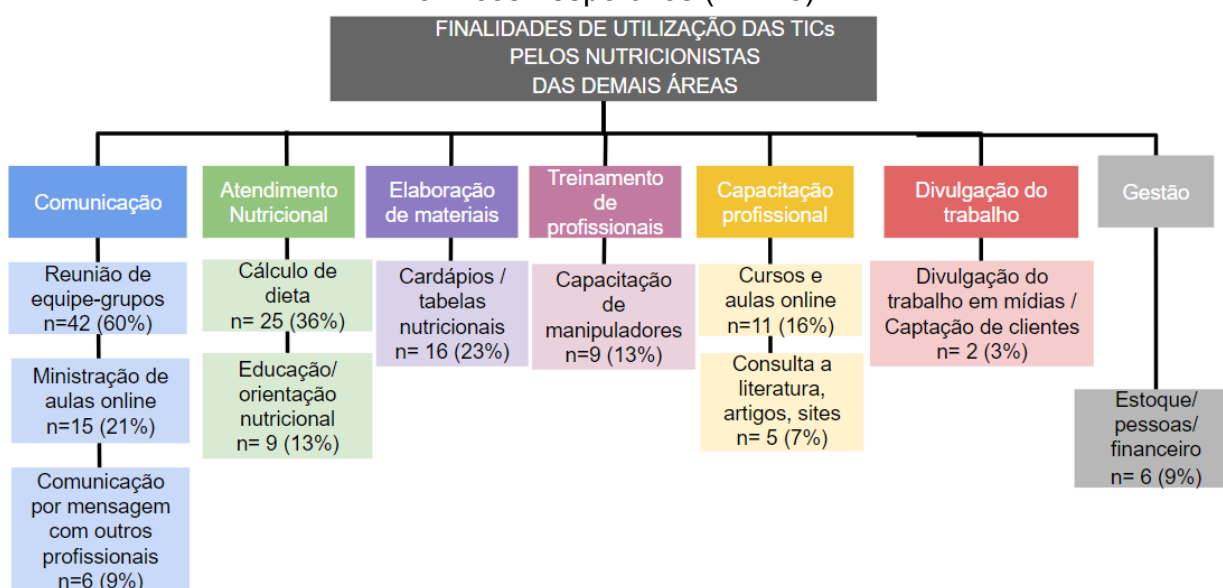 FINALIDADES DE UTILIZAÇÃO DAS TICs
PELOS NUTRICIONISTAS
DAS DEMAIS ÁREAS
Comunicação
Reunião de
equipe-grupos
n=42 (60%)
Ministração de
aulas online
n=15 (21%)
Comunicação
por mensagem
com outros
profissionais
n=6 (9%)
Atendimento
Nutricional
Cálculo de
dieta
n= 25 (36%)
Educação/
orientação
nutricional
n= 9 (13%)
Elaboração
de materiais
Cardápios /
tabelas
nutricionais
n= 16 (23%)
Treinamento
de
profissionais
Capacitação
de
manipuladores
n=9 (13%)
Capacitação
profissional
Cursos e
aulas online
n=11 (16%)
Consulta a
literatura,
artigos, sites
n= 5 (7%)
Divulgação do
trabalho
Divulgação do
trabalho em mídias /
Captação de clientes
n= 2 (3%)
Gestão
Estoque/
pessoas/
financeiro
n= 6 (9%)